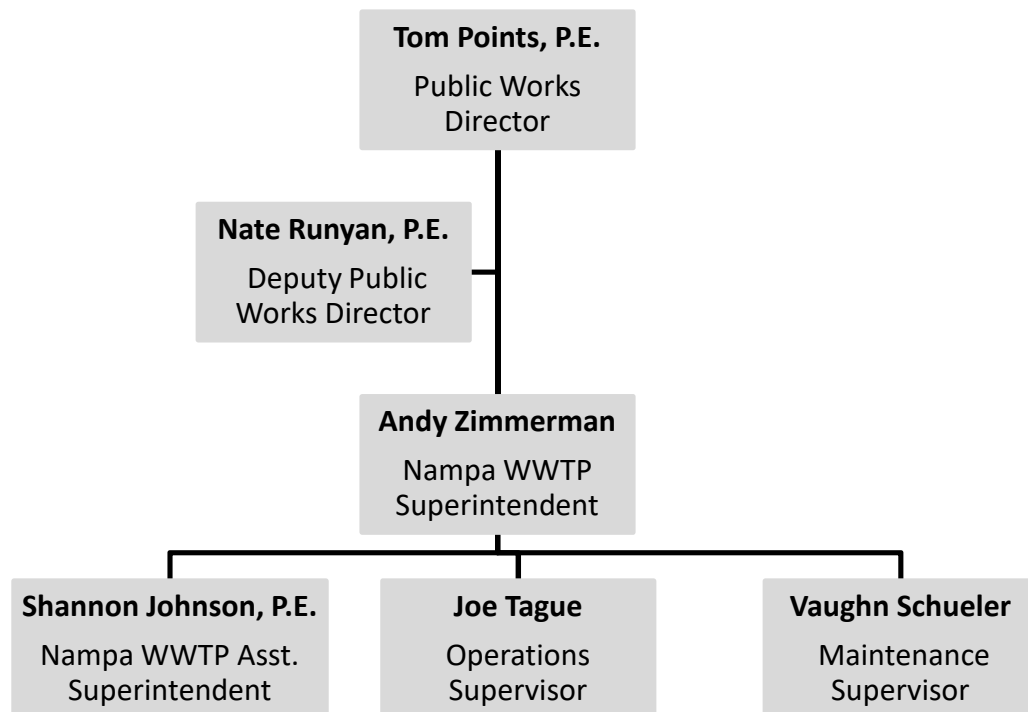 Tom Points, P.E.
Public Works
Director
Nate Runyan, P.E.
Deputy Public
Works Director
Andy Zimmerman
Nampa WWTP
Superintendent
Shannon Johnson, P.E.
Nampa WWTP Asst.
Superintendent
Joe Tague
Operations
Supervisor
Vaughn Schueler
Maintenance
Supervisor